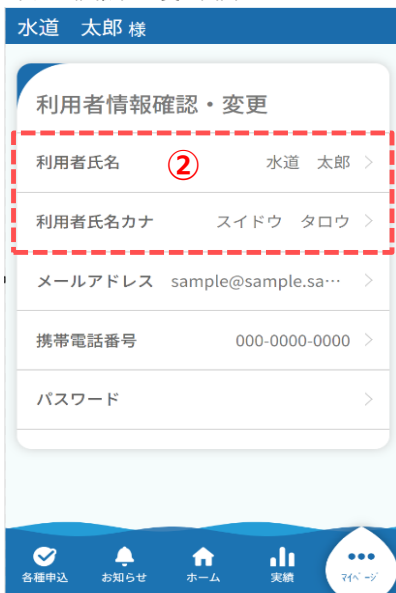 水道　太郎 様
利用者情報確認・変更
利用者氏名 ② 水道　太郎
利用者氏名カナ スイドウ　タロウ
メールアドレス sample@sample.sa…
携帯電話番号 000-0000-0000
パスワード
各種申込 お知らせ ホーム 実績 ﾏｲﾍﾟｰｼﾞ